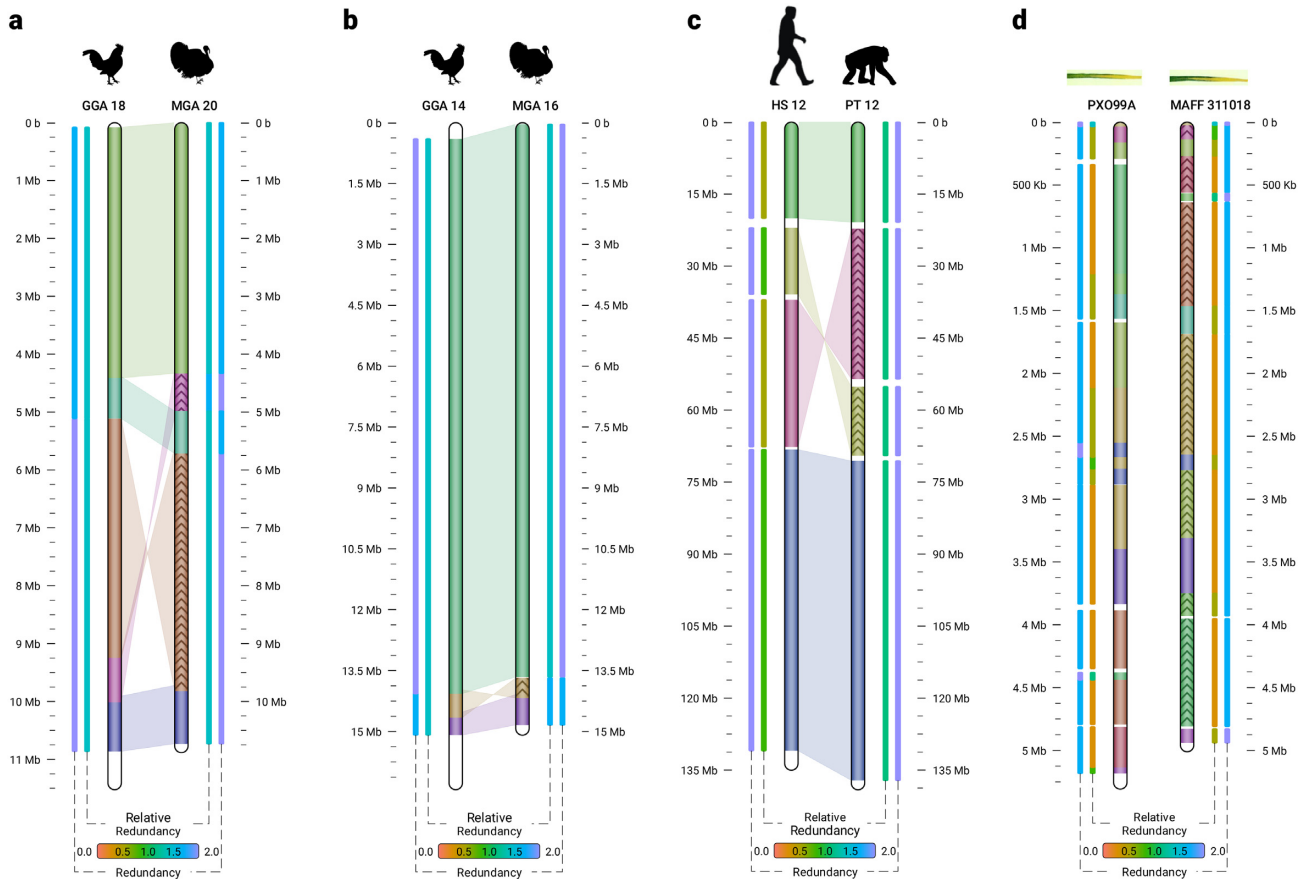 a
GGA 18 MGA 20
0 b
1 Mb
2 Mb
3 Mb
4 Mb
5 Mb
6 Mb
7 Mb
8 Mb
9 Mb
10 Mb
11 Mb
0 b
1 Mb
2 Mb
3 Mb
4 Mb
5 Mb
6 Mb
7 Mb
8 Mb
9 Mb
10 Mb
Relative
Redundancy
0.0 0.5 1.0 1.5 2.0
Redundancy
b
GGA 14 MGA 16
0 b
1.5 Mb
3 Mb
4.5 Mb
6 Mb
7.5 Mb
9 Mb
10.5 Mb
12 Mb
13.5 Mb
15 Mb
0 b
1.5 Mb
3 Mb
4.5 Mb
6 Mb
7.5 Mb
9 Mb
10.5 Mb
12 Mb
13.5 Mb
15 Mb
Relative
Redundancy
0.0 0.5 1.0 1.5 2.0
Redundancy
c
HS 12 PT 12
0 b
15 Mb
30 Mb
45 Mb
60 Mb
75 Mb
90 Mb
105 Mb
120 Mb
135 Mb
0 b
15 Mb
30 Mb
45 Mb
60 Mb
75 Mb
90 Mb
105 Mb
120 Mb
135 Mb
Relative
Redundancy
0.0 0.5 1.0 1.5 2.0
Redundancy
d
PXO99A MAFF 311018
0 b
500 Kb
1 Mb
1.5 Mb
2 Mb
2.5 Mb
3 Mb
3.5 Mb
4 Mb
4.5 Mb
5 Mb
0 b
500 Kb
1 Mb
1.5 Mb
2 Mb
2.5 Mb
3 Mb
3.5 Mb
4 Mb
4.5 Mb
5 Mb
Relative
Redundancy
0.0 0.5 1.0 1.5 2.0
Redundancy